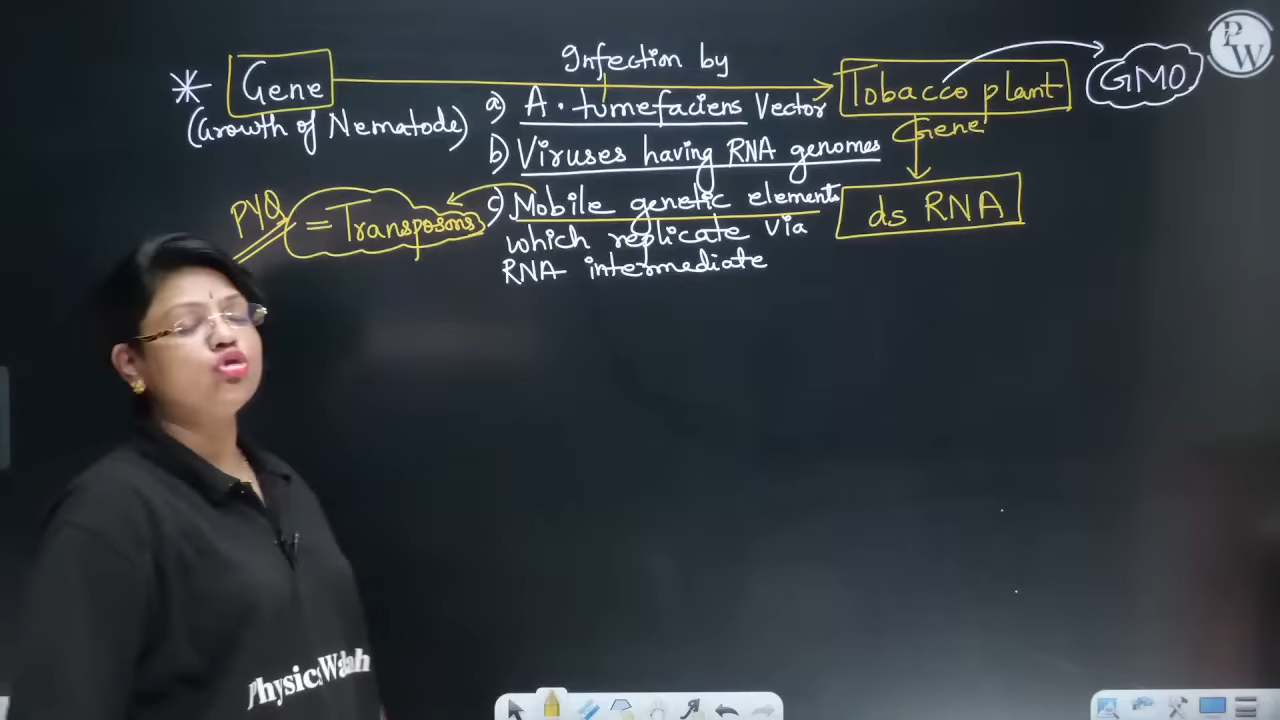 Infection by
* Gene
Tobacco plant
GMO
PW
(Growth of Nematode)
a) A. tumefaciens Vector
Gene
b) Viruses having RNA genomes
PYQ
= Transposons
c) Mobile genetic elements
which replicate via
RNA intermediate
ds RNA
PhysicsWallah